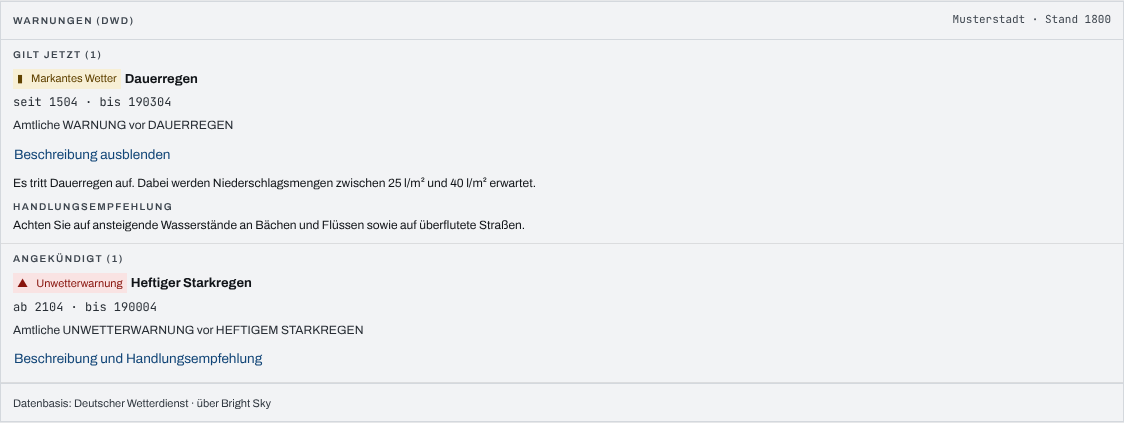 WARNUNGEN (DWD)
Musterstadt · Stand 1800
GILT JETZT (1)
Markantes Wetter Dauerregen
seit 1504 · bis 190304
Amtliche WARNUNG vor DAUERREGEN
Beschreibung ausblenden
Es tritt Dauerregen auf. Dabei werden Niederschlagsmengen zwischen 25 l/m² und 40 l/m² erwartet.
HANDLUNGSEMPFEHLUNG
Achten Sie auf ansteigende Wasserstände an Bächen und Flüssen sowie auf überflutete Straßen.
ANGEKÜNDIGT (1)
Unwetterwarnung Heftiger Starkregen
ab 2104 · bis 190004
Amtliche UNWETTERWARNUNG vor HEFTIGEM STARKREGEN
Beschreibung und Handlungsempfehlung
Datenbasis: Deutscher Wetterdienst · über Bright Sky